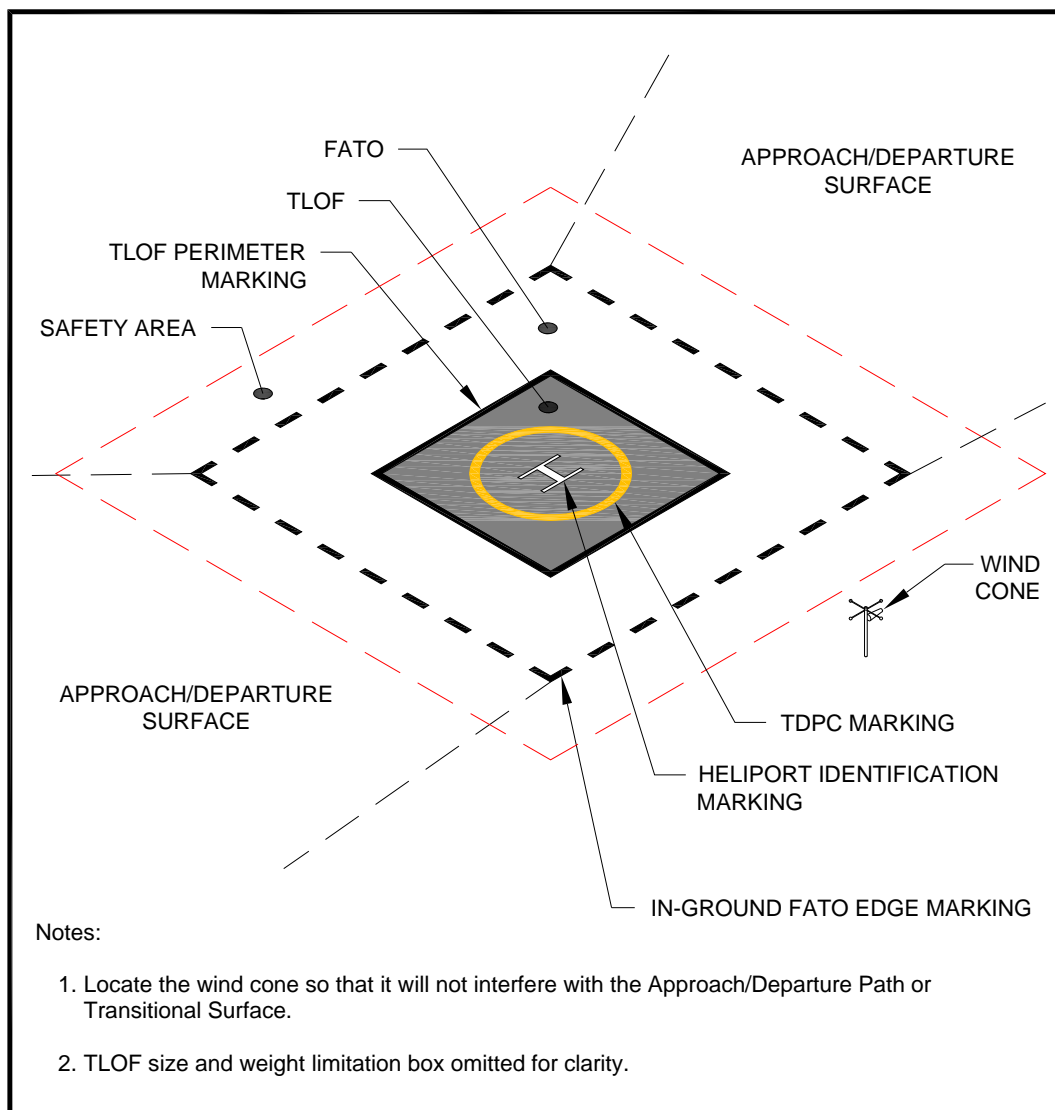 FATO
APPROACH/DEPARTURE
SURFACE
TLOF
TLOF PERIMETER
MARKING
SAFETY AREA
H
WIND
CONE
APPROACH/DEPARTURE
SURFACE
TDPC MARKING
HELIPORT IDENTIFICATION
MARKING
IN-GROUND FATO EDGE MARKING
Notes:
1. Locate the wind cone so that it will not interfere with the Approach/Departure Path or
Transitional Surface.
2. TLOF size and weight limitation box omitted for clarity.